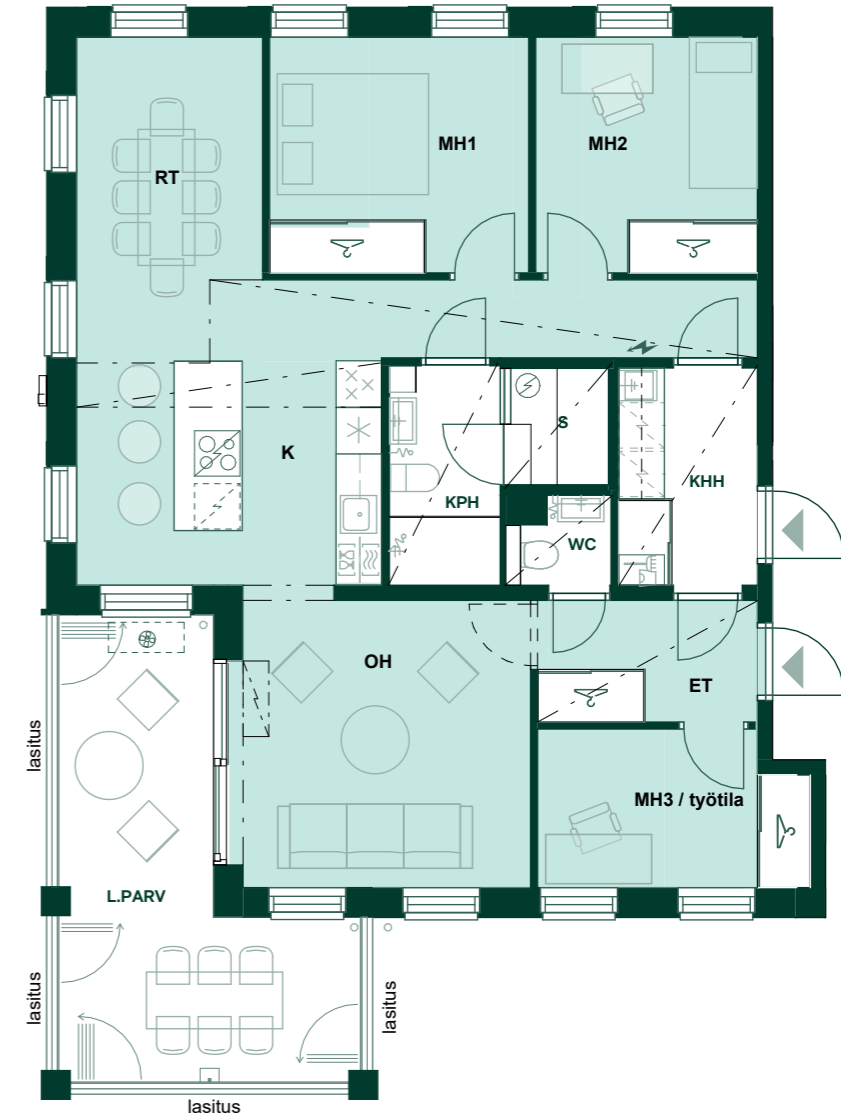 MH1
MH2
RT
K
S
KPH
KHH
WC
OH
ET
lasitus
MH3 / työtila
L.PARV
lasitus
lasitus
lasitus